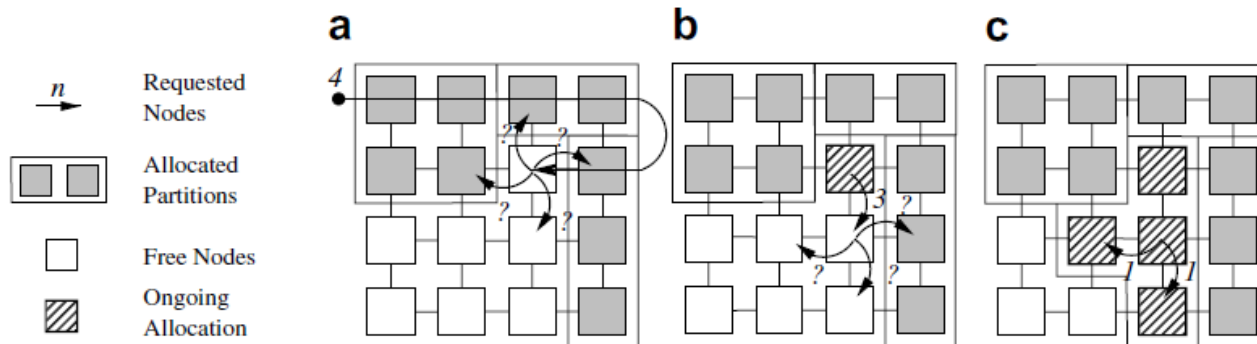 a
b
c
n
Requested
Nodes
Allocated
Partitions
Free Nodes
Ongoing
Allocation
4
?
?
?
?
3
?
?
?
1
1